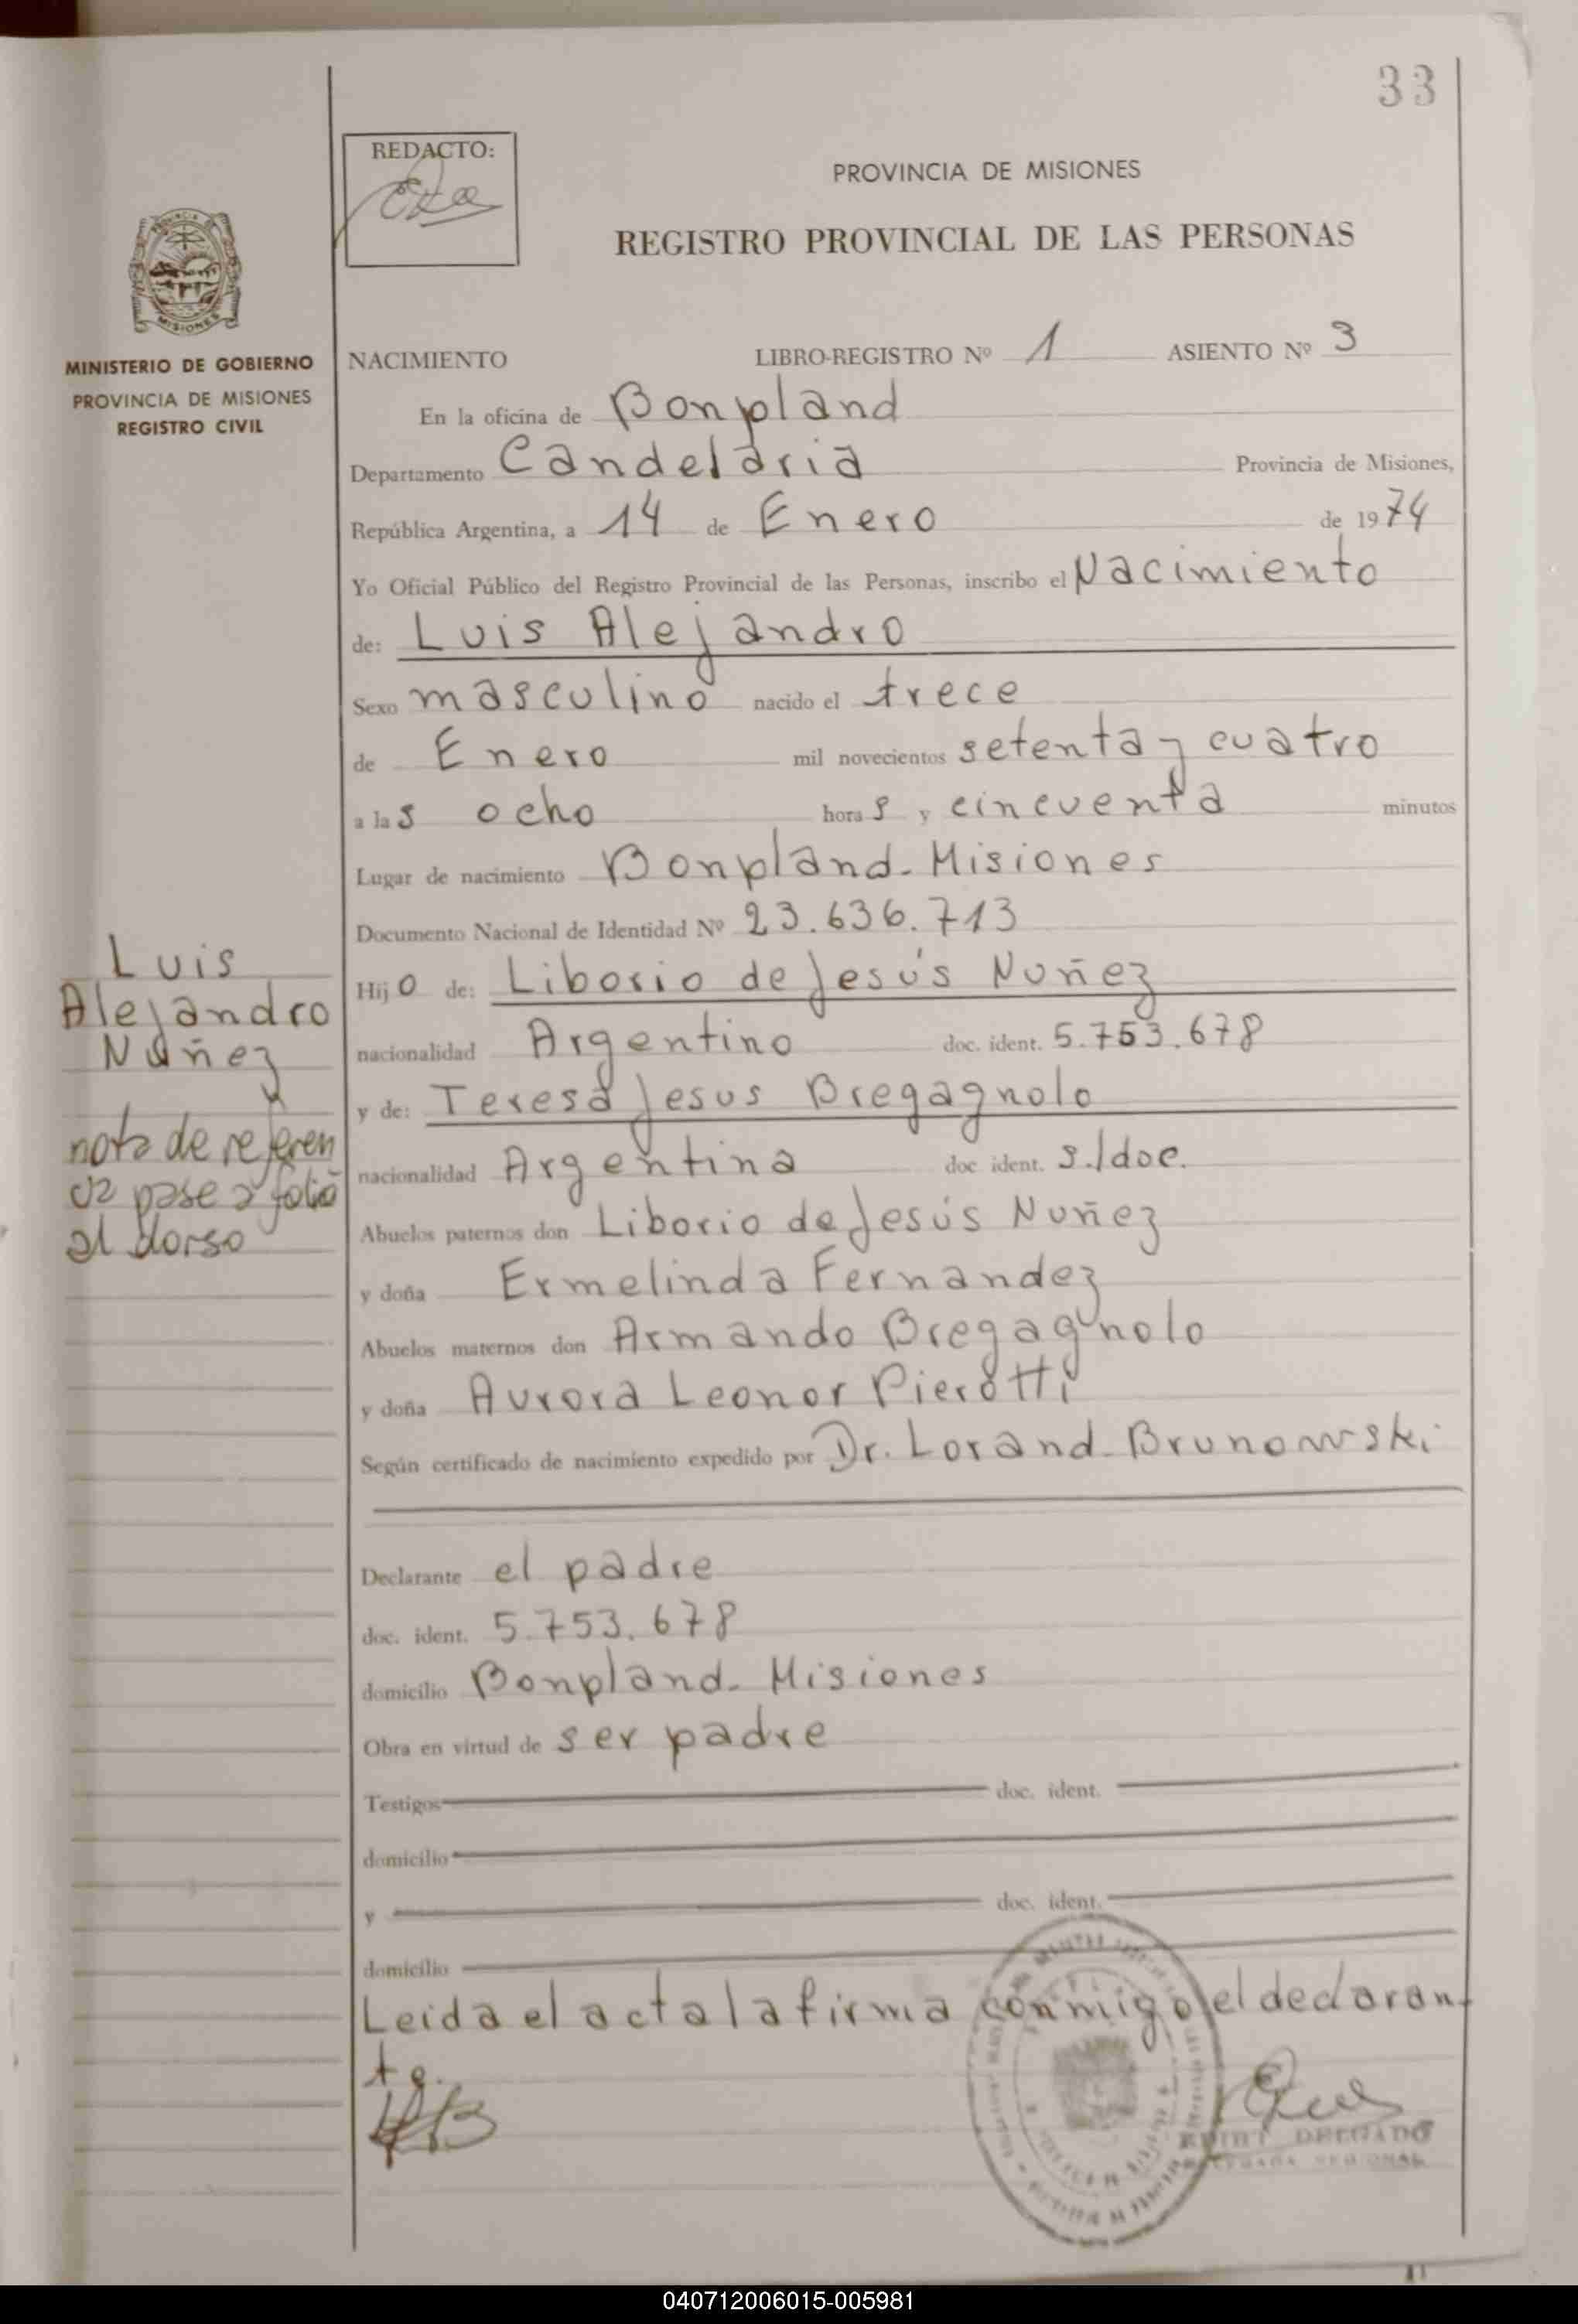 33
REDACTO:
PROVINCIA DE MISIONES
REGISTRO PROVINCIAL DE LAS PERSONAS
MISIONES
MINISTERIO DE GOBIERNO
PROVINCIA DE MISIONES
REGISTRO CIVIL
NACIMIENTO LIBRO-REGISTRO Nº 1 ASIENTO Nº 3
En la oficina de Bonpland
Departamento Candelaria Provincia de Misiones,
República Argentina, a 14 de Enero de 1974
Yo Oficial Público del Registro Provincial de las Personas, inscribo el Nacimiento
de: Luis Alejandro
Sexo masculino nacido el trece
de Enero mil novecientos setenta y cuatro
a las ocho horas y cincuenta minutos
Lugar de nacimiento Bonpland - Misiones
Documento Nacional de Identidad Nº 23.636.713
Hijo de: Liborio de Jesús Nuñez
nacionalidad Argentino doc. ident. 5.753.678
y de: Teresa Jesus Bregagnolo
nacionalidad Argentina doc ident. s./doc.
Abuelos paternos don Liborio de Jesús Nuñez
y doña Ermelinda Fernandez
Abuelos maternos don Armando Bregagnolo
y doña Aurora Leonor Pierotti
Según certificado de nacimiento expedido por Dr. Lorand - Brunowski
Luis
Alejandro
Nuñez
nota de referen
cia pase a folio
al dorso
Declarante el padre
doc. ident. 5.753.678
domicilio Bonpland - Misiones
Obra en virtud de ser padre
Testigos doc. ident.
domicilio
y doc. ident.
domicilio
Leida el acta la firma conmigo el declaran-
te.
DELGADO
040712006015-005981